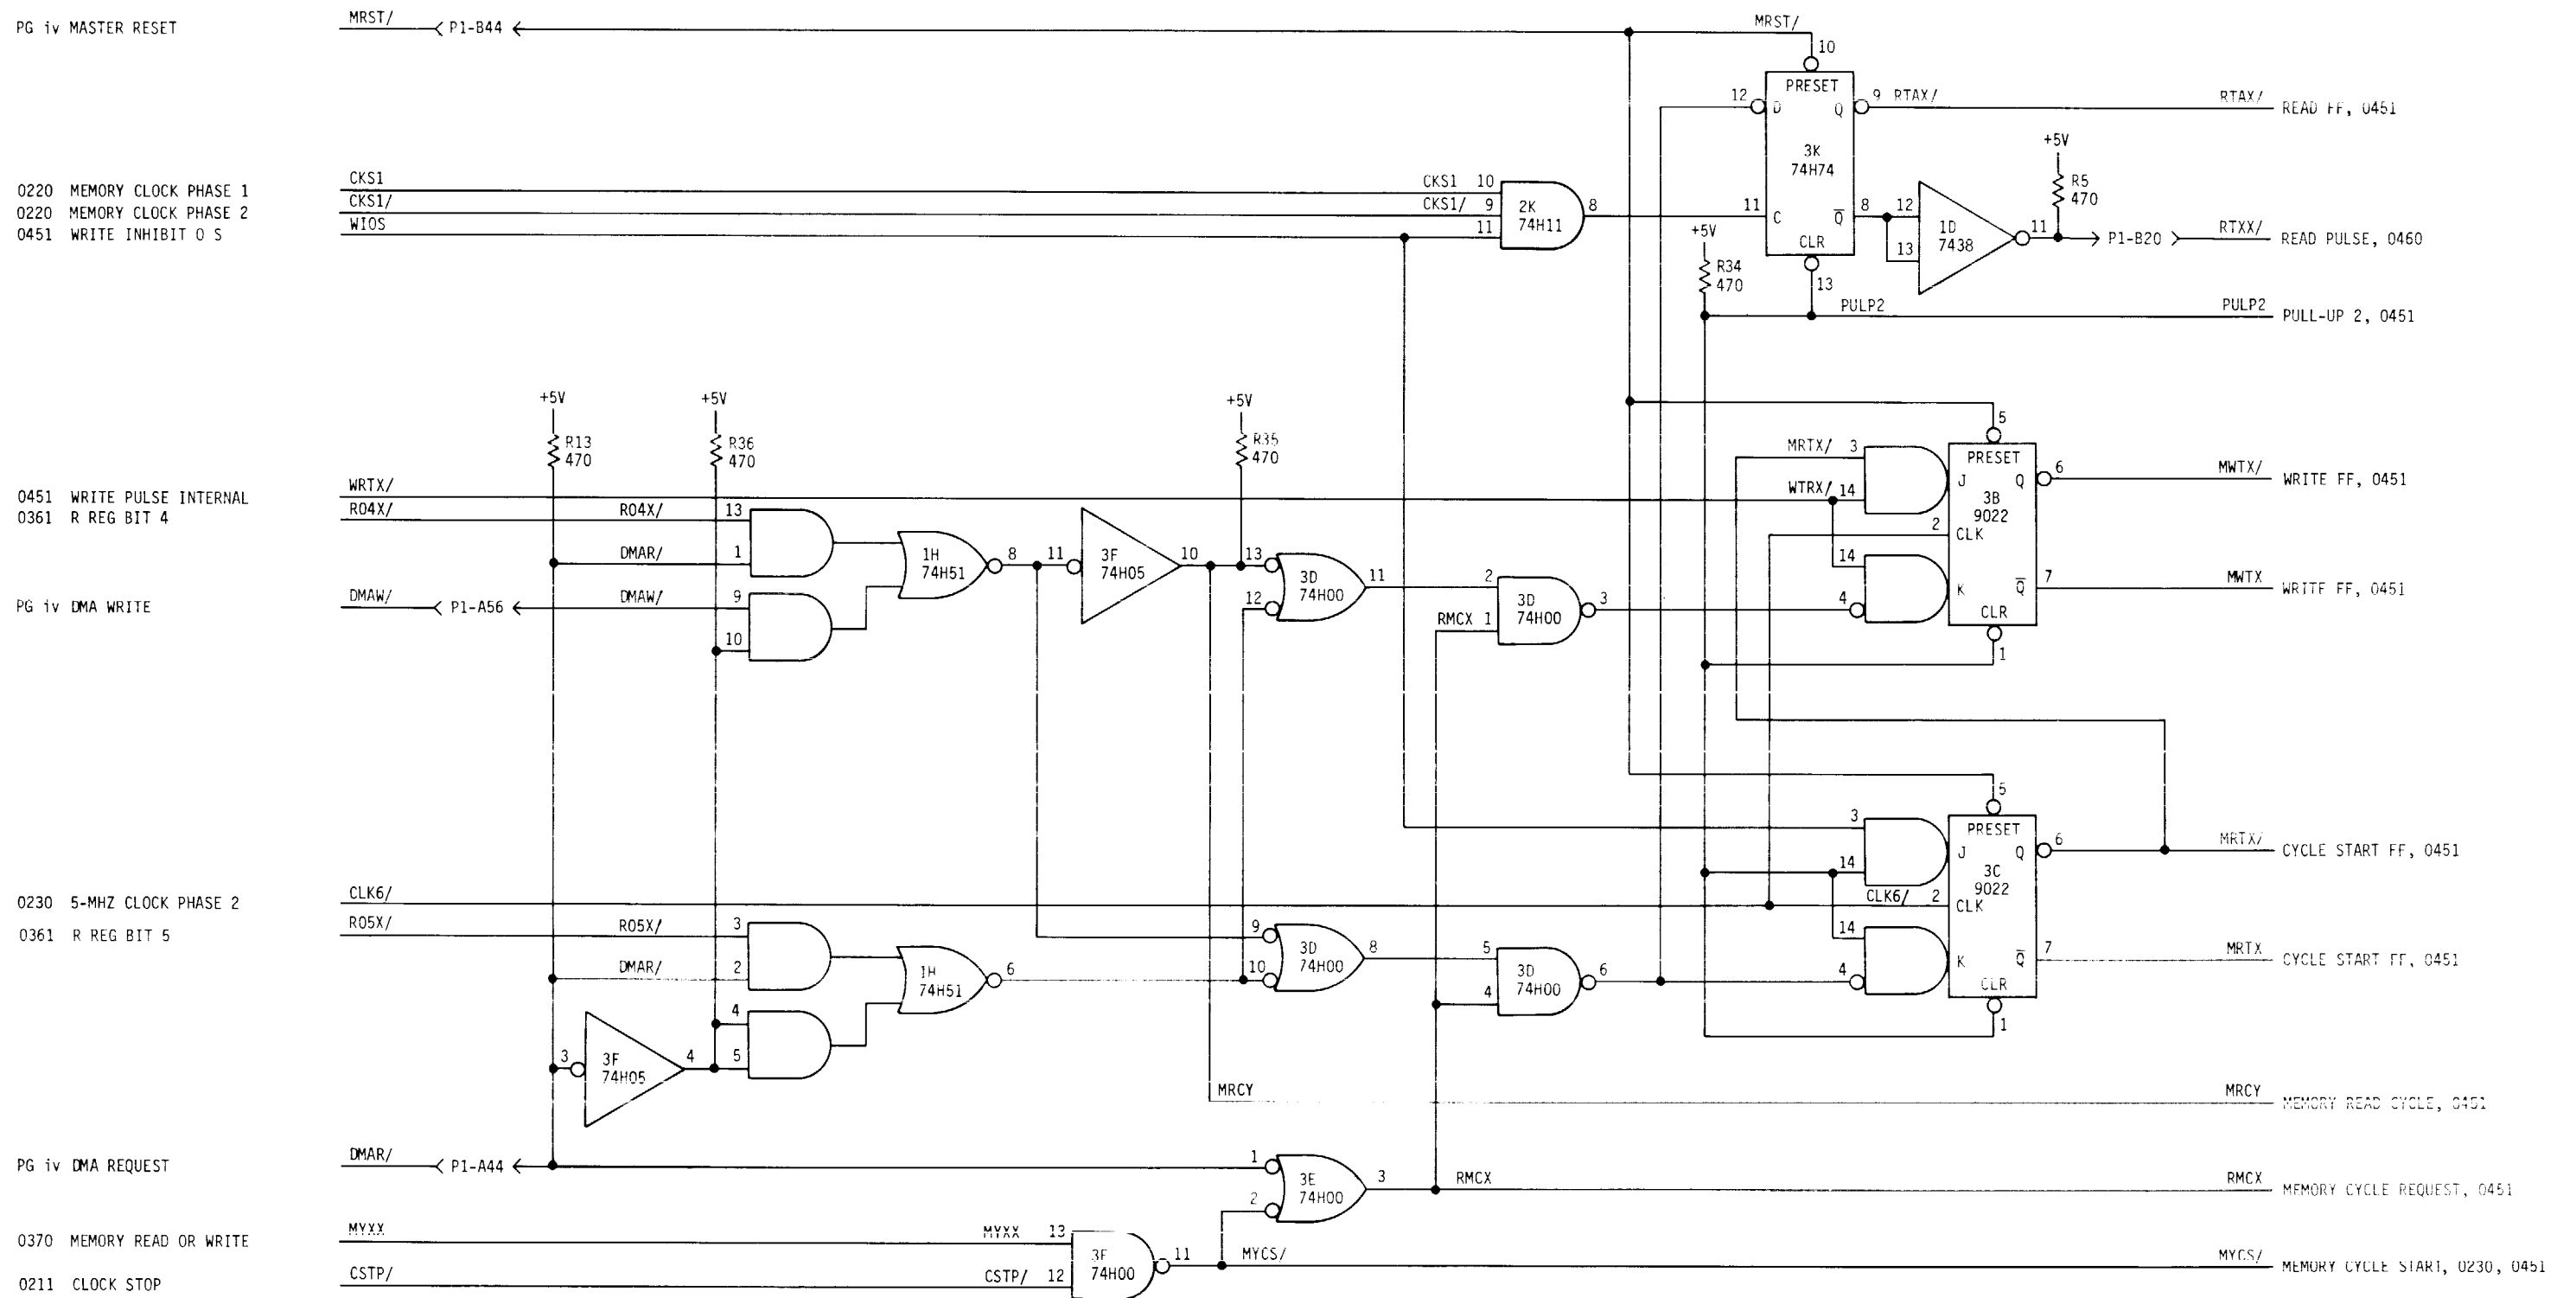 MRST/
PG iv MASTER RESET
P1-B44
MRST/
10
PRESET
12
D
Q
9 RTAX/
RTAX/
READ FF, 0451
3K
74H74
+5V
R5
470
CKS1
0220 MEMORY CLOCK PHASE 1
CKS1 10
CKS1/
0220 MEMORY CLOCK PHASE 2
CKS1/ 9
2K
74H11
8
11
C
Q
8
12
1D
7438
13
11
P1-B20
RTXX/
READ PULSE, 0460
WIOS
0451 WRITE INHIBIT O S
11
+5V
R34
470
CLR
13
PULP2
PULP2
PULL-UP 2, 0451
+5V
R13
470
+5V
R36
470
+5V
R35
470
5
MRTX/ 3
PRESET
J
Q
6
MWTX/
WRITE FF, 0451
WRTX/
0451 WRITE PULSE INTERNAL
WTRX/ 14
3B
9022
RO4X/
0361 R REG BIT 4
RO4X/
13
2
CLK
DMAR/
1
1H
74H51
8
11
3F
74H05
10
13
3D
74H00
11
12
2
3D
74H00
3
RMCX 1
14
K
Q
7
MWTX
WRITE FF, 0451
4
CLR
1
DMAW/
PG iv DMA WRITE
P1-A56
DMAW/
9
10
5
3
PRESET
J
Q
6
MRTX/
CYCLE START FF, 0451
14
3C
9022
CLK6/
0230 5-MHZ CLOCK PHASE 2
CLK6/ 2
CLK
RO5X/
0361 R REG BIT 5
RO5X/
3
DMAR/
2
1H
74H51
6
9
3D
74H00
8
10
5
3D
74H00
6
4
14
K
Q
7
MRTX
CYCLE START FF, 0451
4
CLR
1
4
5
3
3F
74H05
4
MRCY
MRCY
MEMORY READ CYCLE, 0451
DMAR/
PG iv DMA REQUEST
P1-A44
1
3E
74H00
3
RMCX
RMCX
MEMORY CYCLE REQUEST, 0451
2
MYXX
0370 MEMORY READ OR WRITE
MYXX 13
74H00
11
MYCS/
MYCS/
MEMORY CYCLE START, 0230, 0451
CSTP/
0211 CLOCK STOP
CSTP/ 12